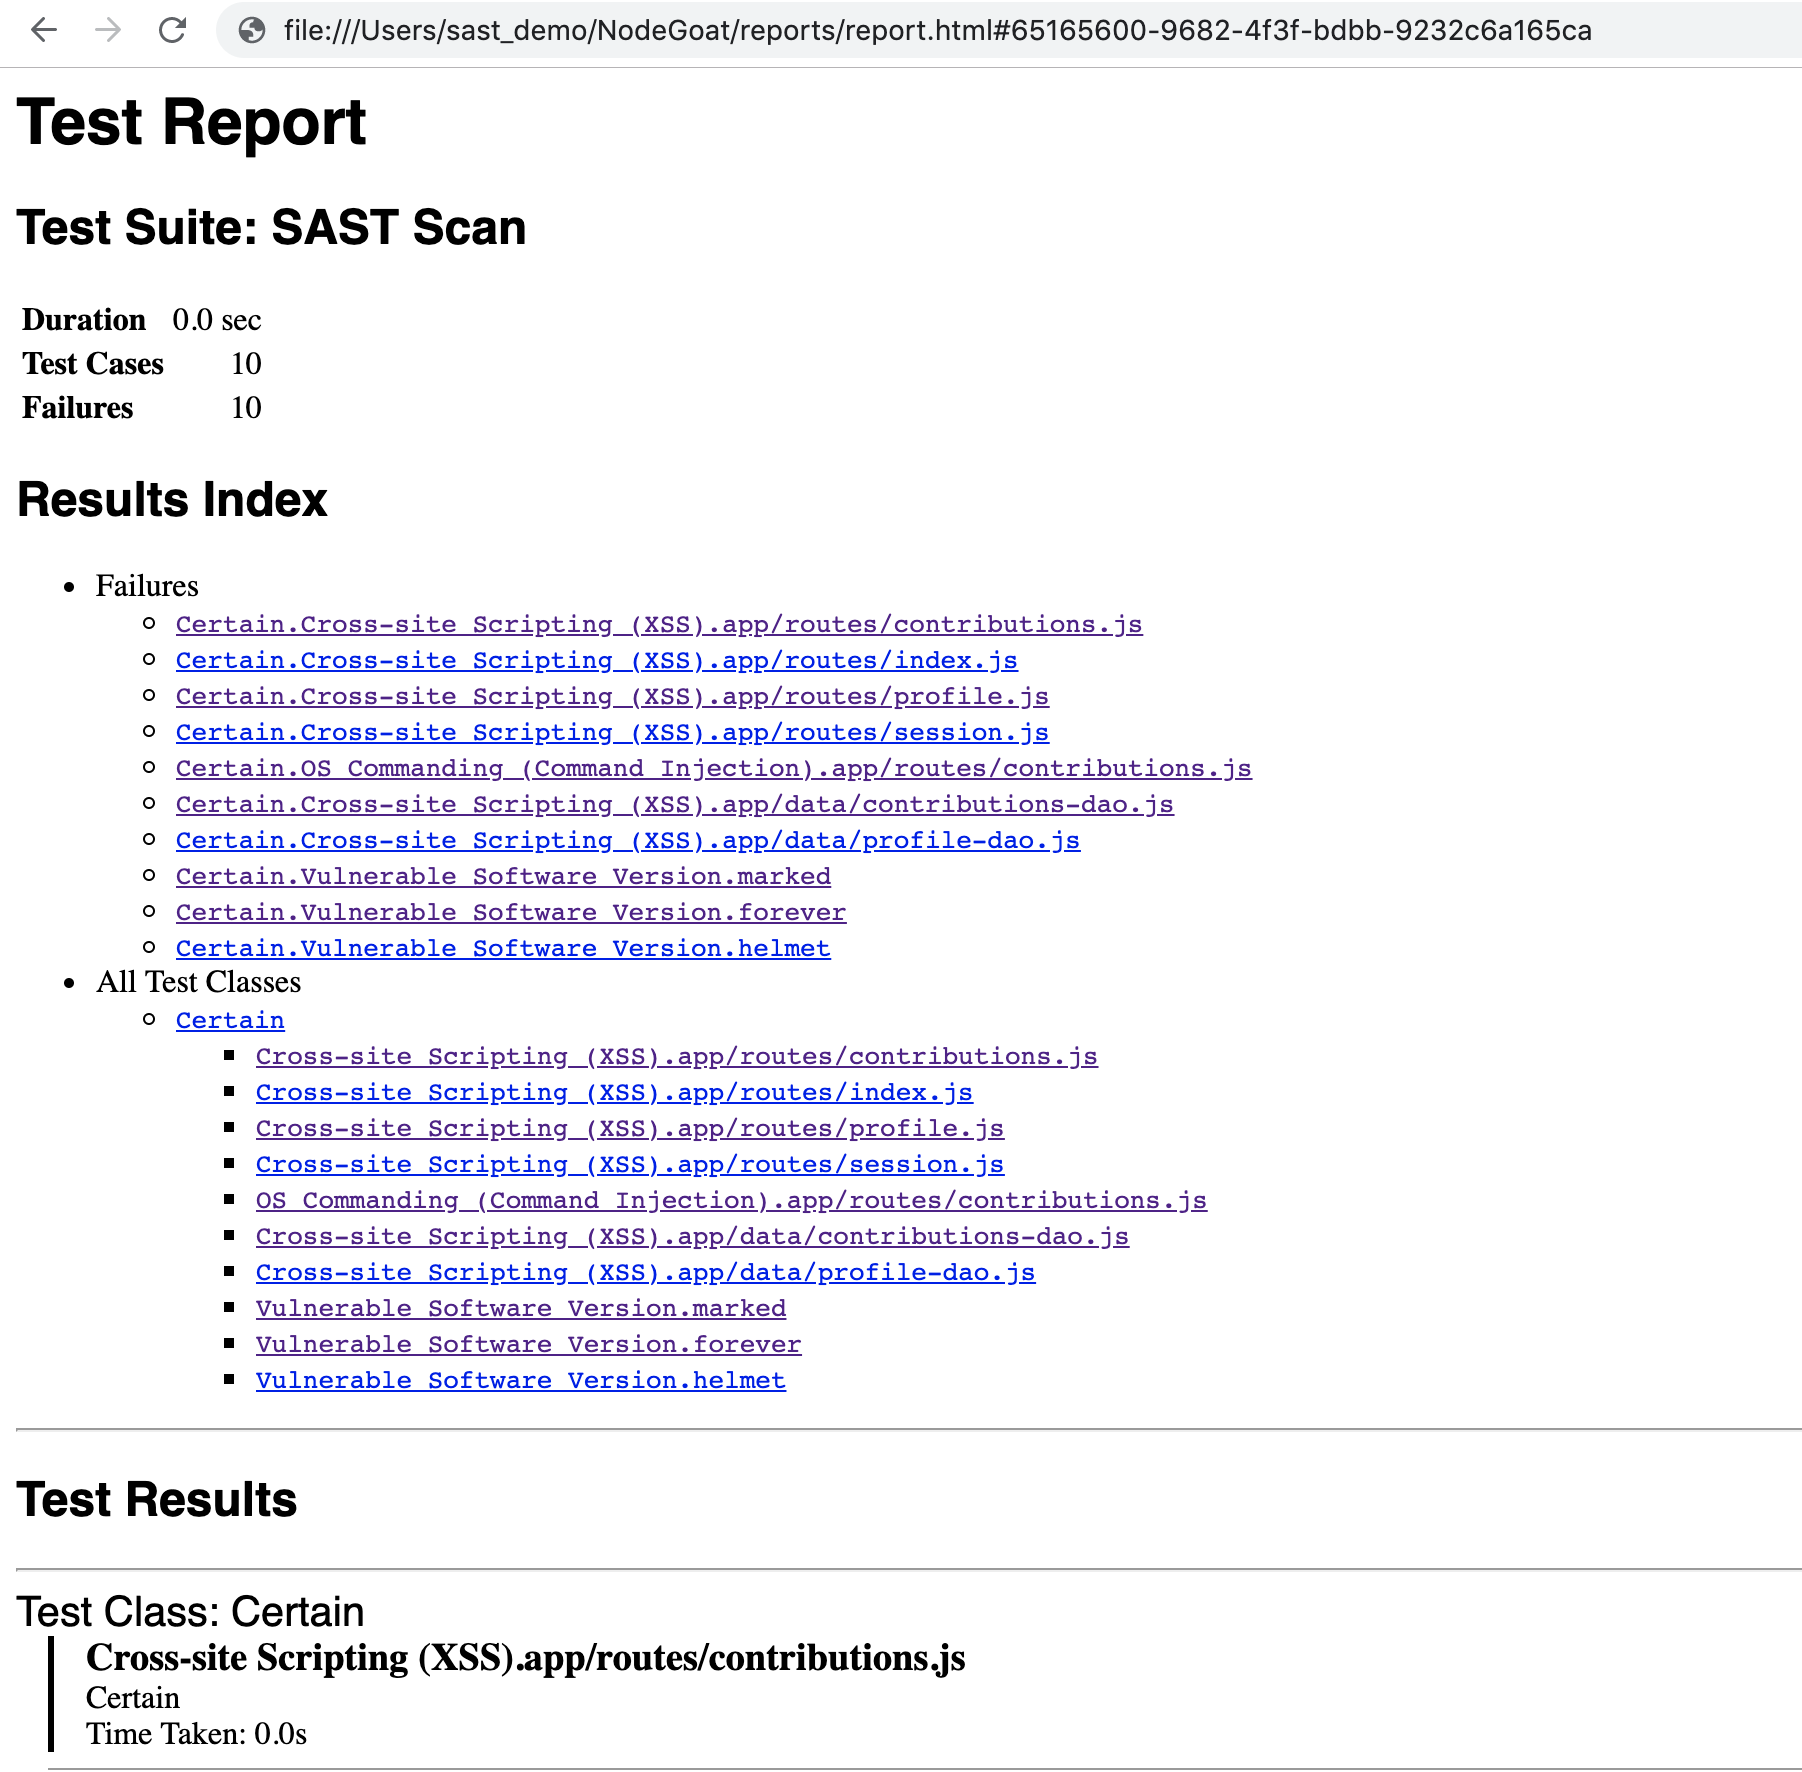 file:///Users/sast_demo/NodeGoat/reports/report.html#65165600-9682-4f3f-bdbb-9232c6a165ca
Test Report
Test Suite: SAST Scan
Duration 0.0 sec
Test Cases 10
Failures 10
Results Index
Failures
Certain.Cross-site Scripting (XSS).app/routes/contributions.js
Certain.Cross-site Scripting (XSS).app/routes/index.js
Certain.Cross-site Scripting (XSS).app/routes/profile.js
Certain.Cross-site Scripting (XSS).app/routes/session.js
Certain.OS Commanding (Command Injection).app/routes/contributions.js
Certain.Cross-site Scripting (XSS).app/data/contributions-dao.js
Certain.Cross-site Scripting (XSS).app/data/profile-dao.js
Certain.Vulnerable Software Version.marked
Certain.Vulnerable Software Version.forever
Certain.Vulnerable Software Version.helmet
All Test Classes
Certain
Cross-site Scripting (XSS).app/routes/contributions.js
Cross-site Scripting (XSS).app/routes/index.js
Cross-site Scripting (XSS).app/routes/profile.js
Cross-site Scripting (XSS).app/routes/session.js
OS Commanding (Command Injection).app/routes/contributions.js
Cross-site Scripting (XSS).app/data/contributions-dao.js
Cross-site Scripting (XSS).app/data/profile-dao.js
Vulnerable Software Version.marked
Vulnerable Software Version.forever
Vulnerable Software Version.helmet
Test Results
Test Class: Certain
Cross-site Scripting (XSS).app/routes/contributions.js
Certain
Time Taken: 0.0s